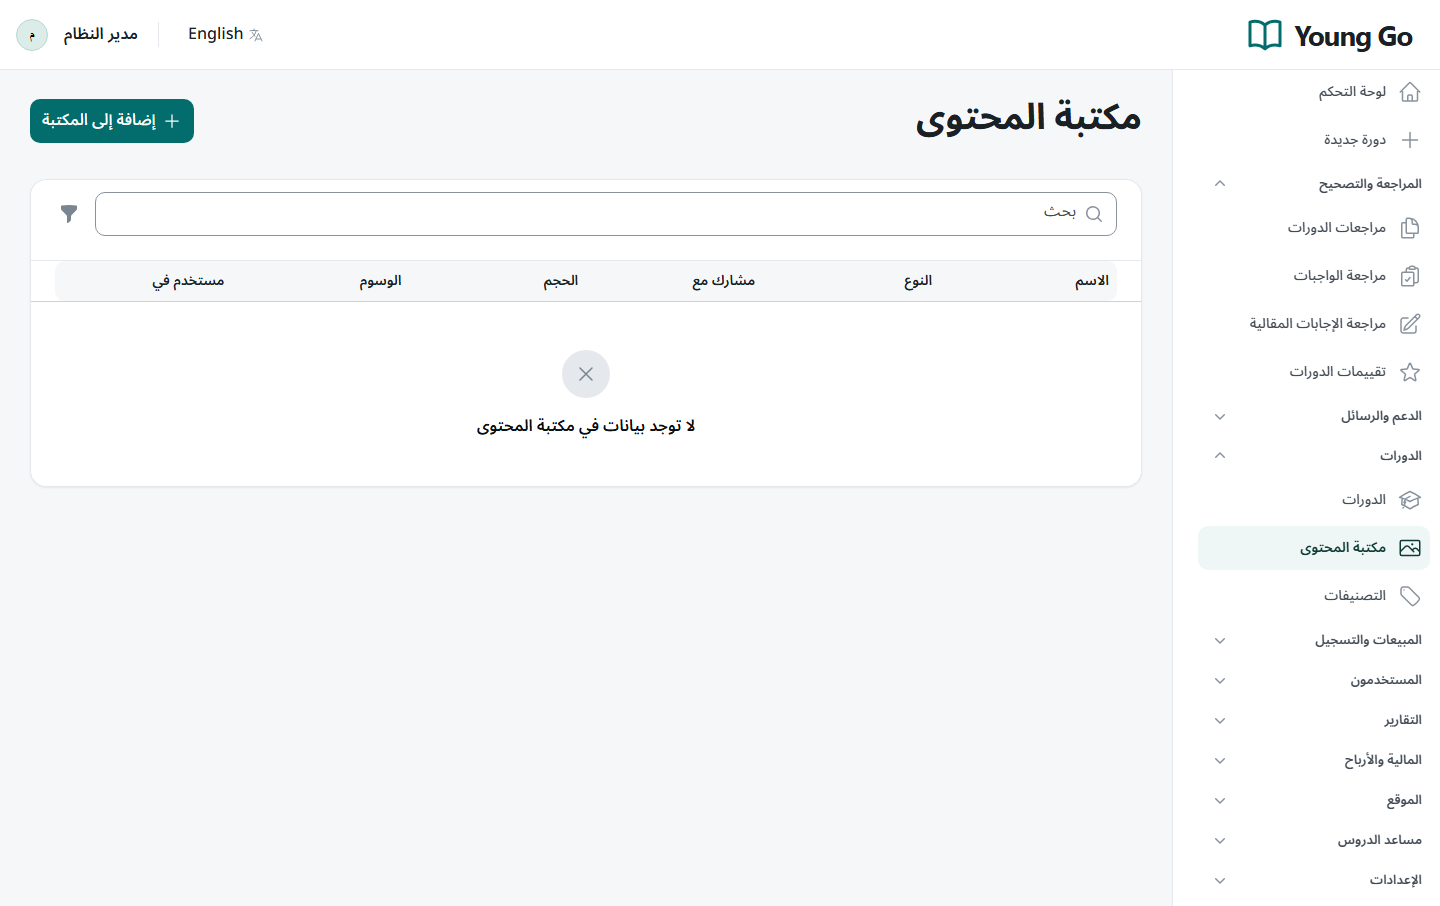 Young Go
English
مدير النظام
م
لوحة التحكم
دورة جديدة
المراجعة والتصحيح
مراجعات الدورات
مراجعة الواجبات
مراجعة الإجابات المقالية
تقييمات الدورات
الدعم والرسائل
الدورات
الدورات
مكتبة المحتوى
التصنيفات
المبيعات والتسجيل
المستخدمون
التقارير
المالية والأرباح
الموقع
مساعد الدروس
الإعدادات
مكتبة المحتوى
إضافة إلى المكتبة
بحث
الاسم النوع مشارك مع الحجم الوسوم مستخدم في
لا توجد بيانات في مكتبة المحتوى